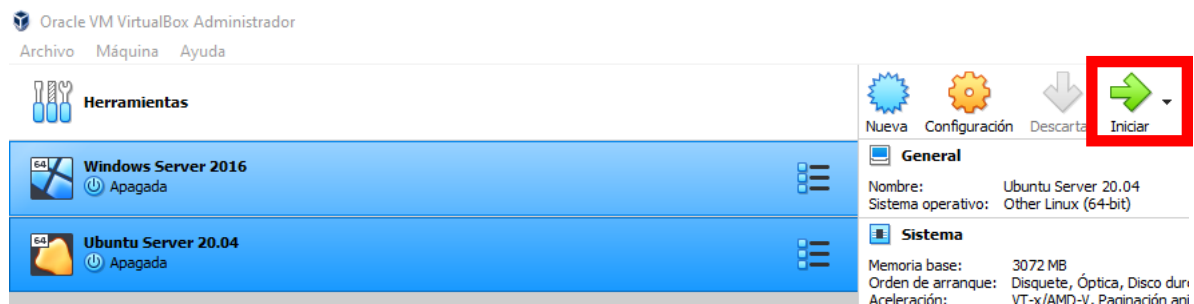 Oracle VM VirtualBox Administrador
Archivo Máquina Ayuda
Herramientas
Nueva Configuración Descarta Iniciar
64 Windows Server 2016
Apagada
64 Ubuntu Server 20.04
Apagada
General
Nombre: Ubuntu Server 20.04
Sistema operativo: Other Linux (64-bit)
Sistema
Memoria base: 3072 MB
Orden de arranque: Disquete, Óptica, Disco duro
Aceleración: VT-x/AMD-V, Paginación ani